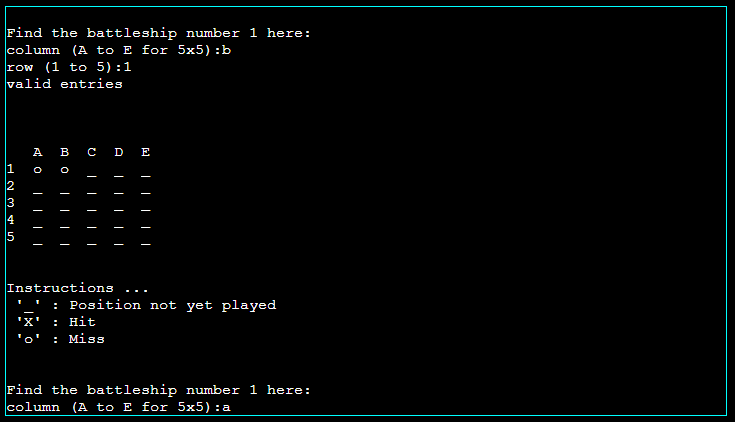 Find the battleship number 1 here:
column (A to E for 5x5):b
row (1 to 5):1
valid entries
A B C D E
1 o o _ _ _
2 _ _ _ _ _
3 _ _ _ _ _
4 _ _ _ _ _
5 _ _ _ _ _
Instructions ...
'_' : Position not yet played
'X' : Hit
'o' : Miss
Find the battleship number 1 here:
column (A to E for 5x5):a